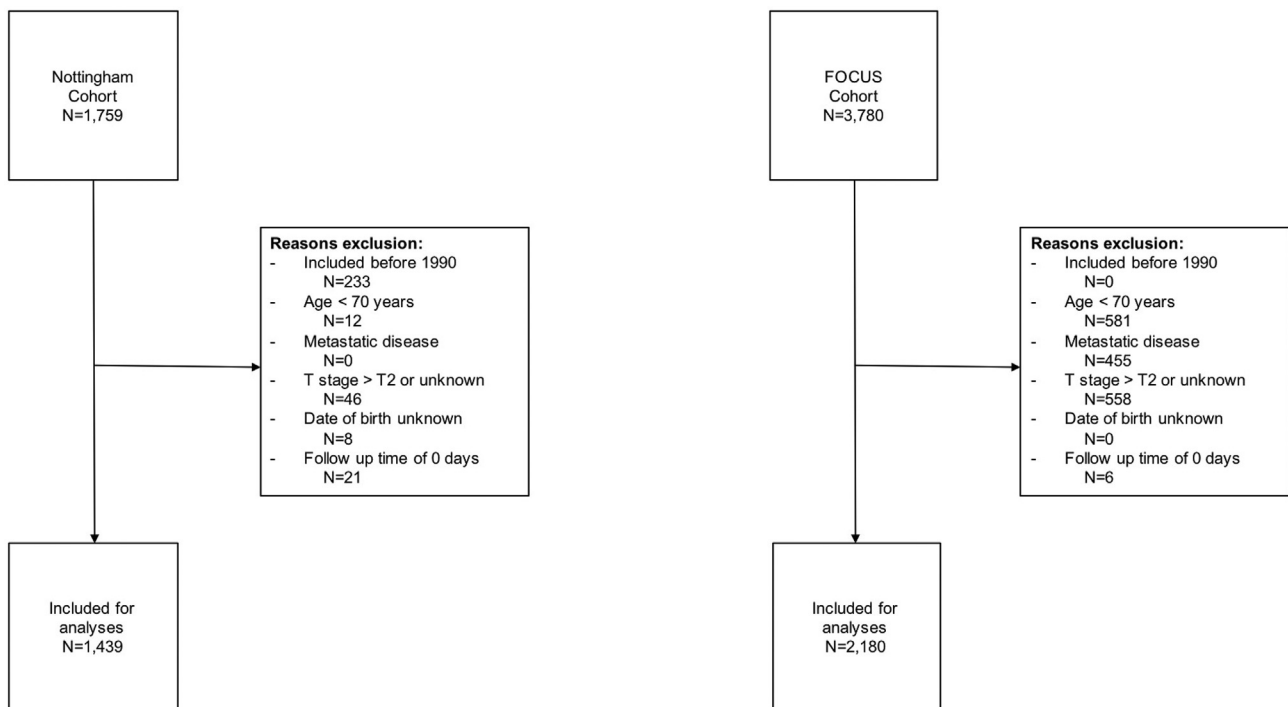 Nottingham
Cohort
N=1,759
Reasons exclusion:
- Included before 1990
N=233
- Age < 70 years
N=12
- Metastatic disease
N=0
- T stage > T2 or unknown
N=46
- Date of birth unknown
N=8
- Follow up time of 0 days
N=21
Included for
analyses
N=1,439
FOCUS
Cohort
N=3,780
Reasons exclusion:
- Included before 1990
N=0
- Age < 70 years
N=581
- Metastatic disease
N=455
- T stage > T2 or unknown
N=558
- Date of birth unknown
N=0
- Follow up time of 0 days
N=6
Included for
analyses
N=2,180